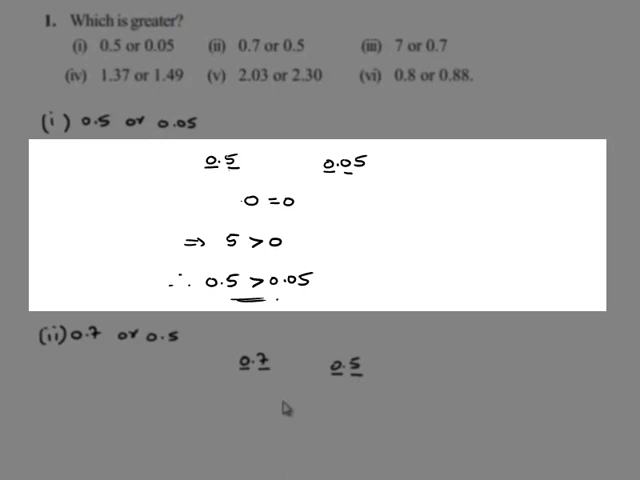 1. Which is greater?
(i) 0.5 or 0.05 (ii) 0.7 or 0.5 (iii) 7 or 0.7
(iv) 1.37 or 1.49 (v) 2.03 or 2.30 (vi) 0.8 or 0.88.
(i) 0.5 or 0.05
0.5 0.05
0 = 0
⇒ 5 > 0
∴ 0.5 > 0.05
(ii) 0.7 or 0.5
0.7 0.5